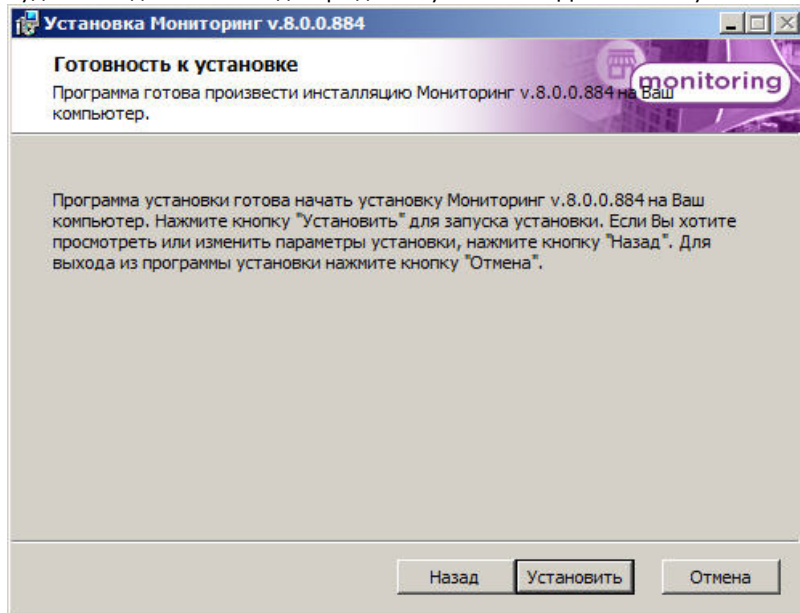 Установка Мониторинг v.8.0.0.884
Готовность к установке
Программа готова произвести инсталляцию Мониторинг v.8.0.0.884 на Ваш
компьютер.
monitoring
Программа установки готова начать установку Мониторинг v.8.0.0.884 на Ваш
компьютер. Нажмите кнопку "Установить" для запуска установки. Если Вы хотите
просмотреть или изменить параметры установки, нажмите кнопку "Назад". Для
выхода из программы установки нажмите кнопку "Отмена".
Назад
Установить
Отмена